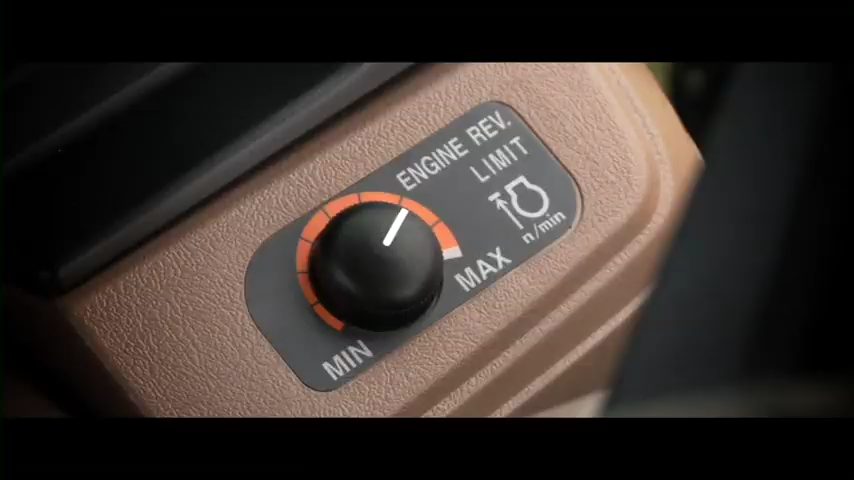 ENGINE REV.
LIMIT
n/min
MAX
MIN